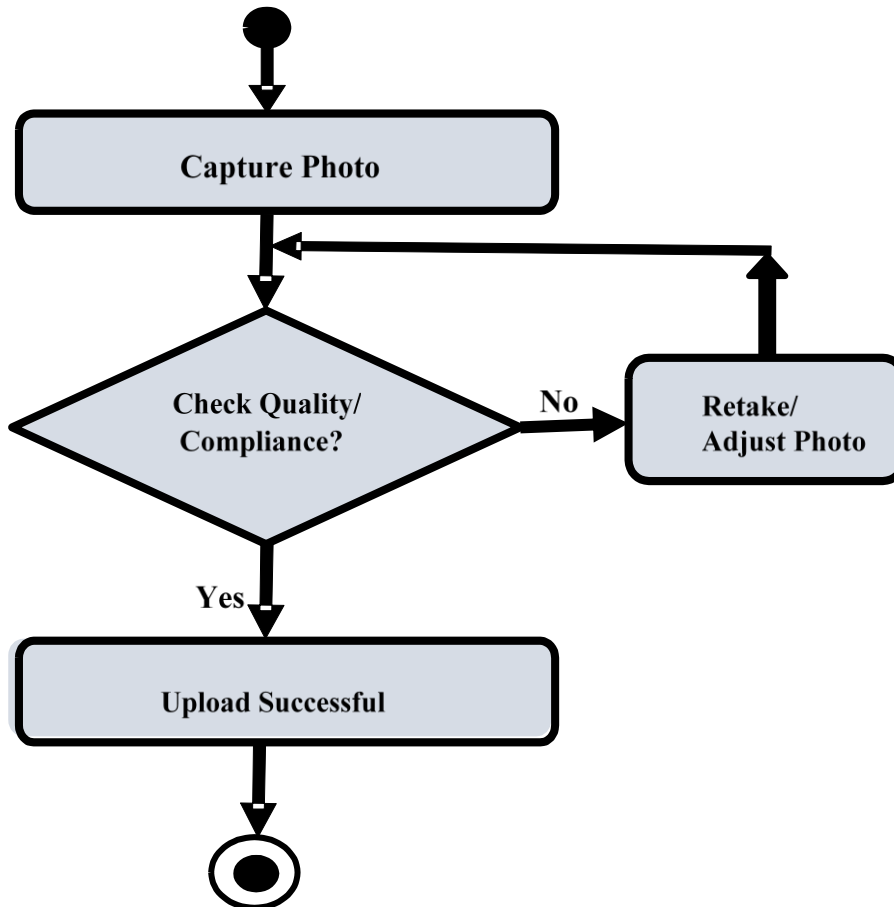 Capture Photo
Check Quality/
Compliance?
No
Retake/
Adjust Photo
Yes
Upload Successful